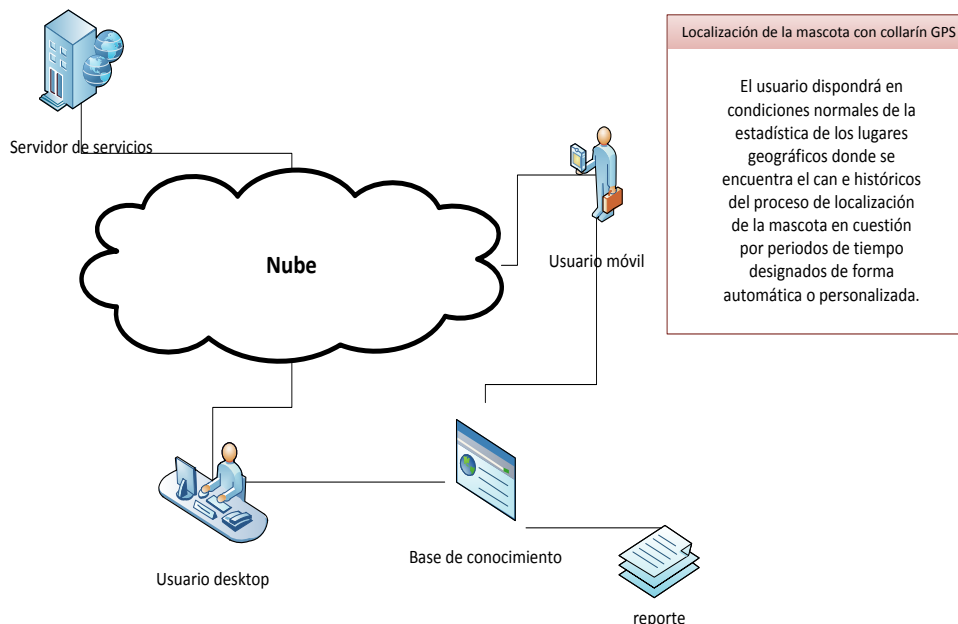 Servidor de servicios
Nube
Usuario móvil
Usuario desktop
Base de conocimiento
reporte
Localización de la mascota con collarín GPS
El usuario dispondrá en
condiciones normales de la
estadística de los lugares
geográficos donde se
encuentra el can e históricos
del proceso de localización
de la mascota en cuestión
por periodos de tiempo
designados de forma
automática o personalizada.